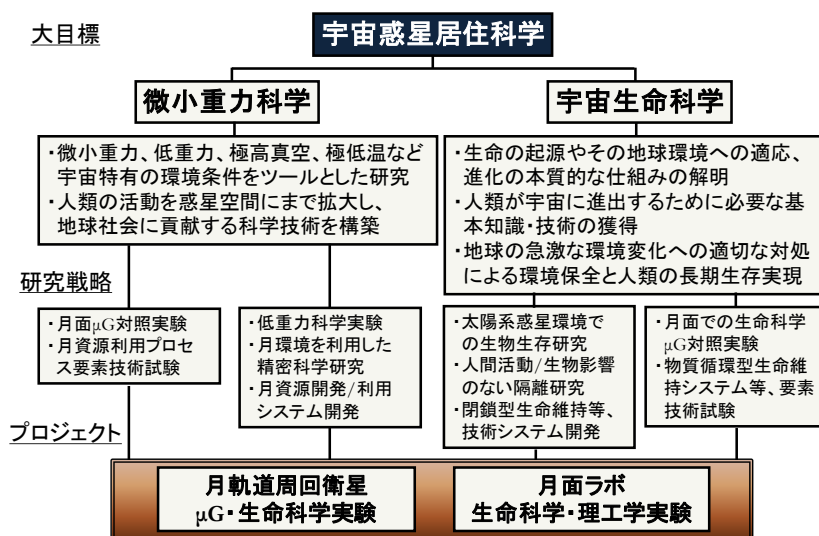 大目標
宇宙惑星居住科学
微小重力科学
宇宙生命科学
・微小重力、低重力、極高真空、極低温など
宇宙特有の環境条件をツールとした研究
・人類の活動を惑星空間にまで拡大し、
地球社会に貢献する科学技術を構築
・生命の起源やその地球環境への適応、
進化の本質的な仕組みの解明
・人類が宇宙に進出するために必要な基
本知識・技術の獲得
・地球の急激な環境変化への適切な対処
による環境保全と人類の長期生存実現
研究戦略
・月面μG対照実験
・月資源利用プロセ
ス要素技術試験
・低重力科学実験
・月環境を利用した
精密科学研究
・月資源開発/利用
システム開発
・太陽系惑星環境で
の生物生存研究
・人間活動/生物影響
のない隔離研究
・閉鎖型生命維持等、
技術システム開発
・月面での生命科学
μG対照実験
・物質循環型生命維
持システム等、要素
技術試験
プロジェクト
月軌道周回衛星
μG・生命科学実験
月面ラボ
生命科学・理工学実験